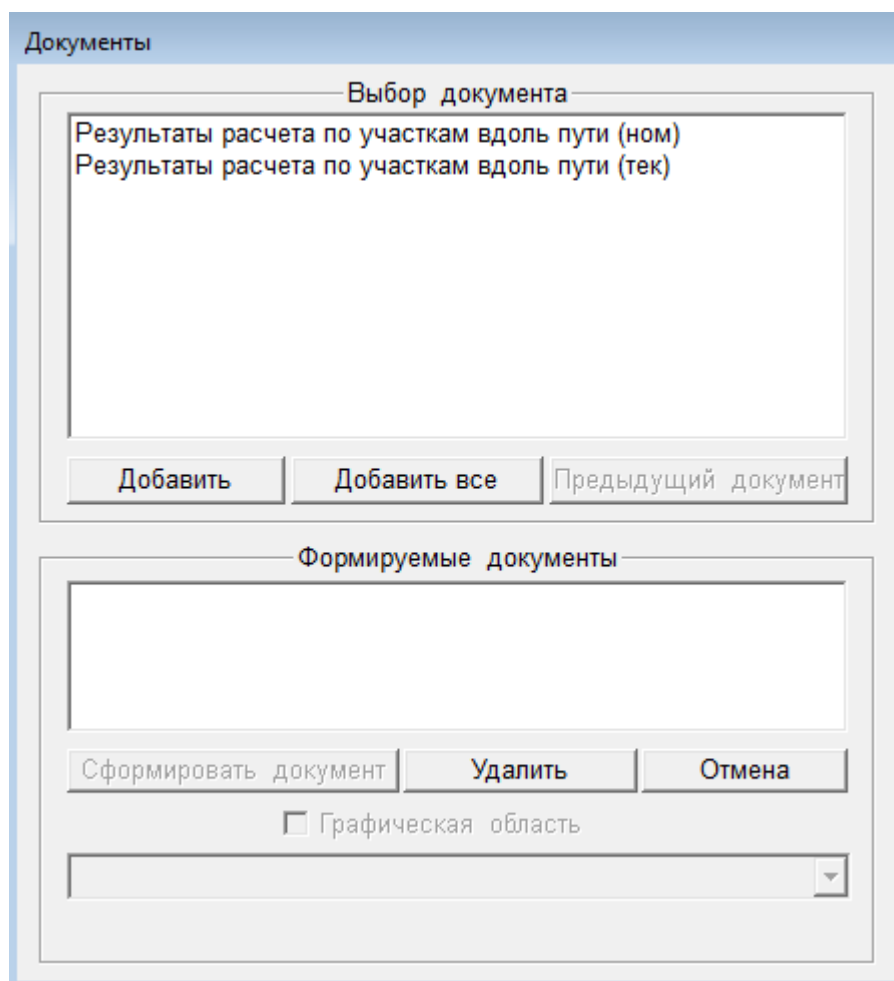 Документы
Выбор документа
Результаты расчета по участкам вдоль пути (ном)
Результаты расчета по участкам вдоль пути (тек)
Добавить
Добавить все
Предыдущий документ
Формируемые документы
Сформировать документ
Удалить
Отмена
Графическая область